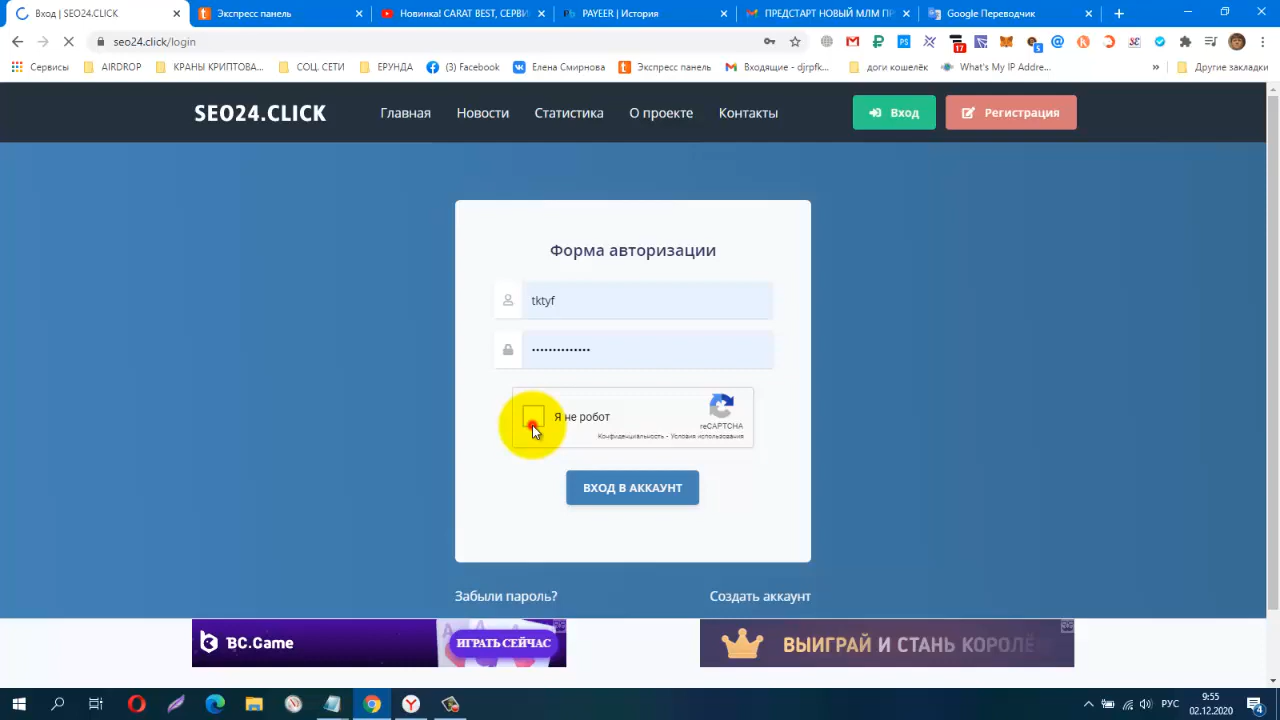 Вход | SEO24.CLICK
Экспресс панель
Новинка! CARAT BEST, СЕРВИ
PAYEER | История
ПРЕДСТАРТ НОВЫЙ МЛМ ПР
Google Переводчик
seo24.click/login
17
5
Сервисы
AIRDROP
КРАНЫ КРИПТОВА...
СОЦ. СЕТИ
ЕРУНДА
(3) Facebook
Елена Смирнова
Экспресс панель
Входящие - djrpfk...
доги кошелёк
What's My IP Addre...
»
Другие закладки
SEO24.CLICK
Главная
Новости
Статистика
О проекте
Контакты
Вход
Регистрация
Форма авторизации
tktyf
••••••••••••••
Я не робот
reCAPTCHA
Конфиденциальность - Условия использования
ВХОД В АККАУНТ
Забыли пароль?
Создать аккаунт
BC.Game
ИГРАТЬ СЕЙЧАС
ВЫИГРАЙ И СТАНЬ КОРОЛЁ
РУС
9:55
02.12.2020
4